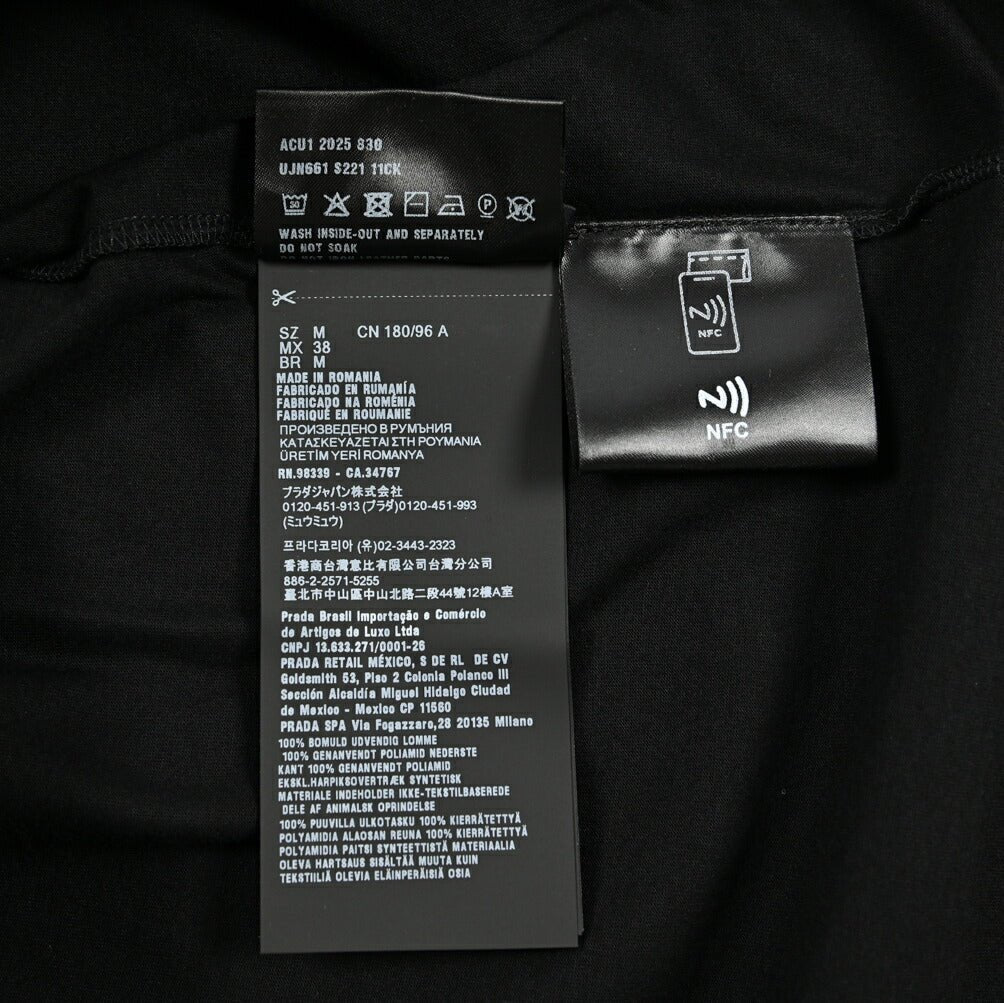 ACU1 2025 830
UJN661 S221 11CK
WASH INSIDE-OUT AND SEPARATELY
DO NOT SOAK
DO NOT IRON LEATHER PARTS
SZ M CN 180/96 A
MX 38
BR M
MADE IN ROMANIA
FABRICADO EN RUMANÍA
FABRICADO NA ROMÉNIA
FABRIQUÉ EN ROUMANIE
ПРОИЗВЕДЕНО В РУМЪНИЯ
ΚΑΤΑΣΚΕΥΑΖΕΤΑΙ ΣΤΗ ΡΟΥΜΑΝΙΑ
ÜRETİM YERİ ROMANYA
RN.98339 - CA.34767
プラダジャパン株式会社
0120-451-913 (プラダ)0120-451-993
(ミュウミュウ)
프라다코리아 (유)02-3443-2323
香港商台灣意比有限公司台灣分公司
886-2-2571-5255
臺北市中山區中山北路二段44號12樓A室
Prada Brasil Importação e Comércio
de Artigos de Luxo Ltda
CNPJ 13.633.271/0001-26
PRADA RETAIL MÉXICO, S DE RL DE CV
Goldsmith 53, Piso 2 Colonia Polanco III
Sección Alcaldía Miguel Hidalgo Ciudad
de Mexico - Mexico CP 11560
PRADA SPA Via Fogazzaro,28 20135 Milano
100% BOMULD UDVENDIG LOMME
100% GENANVENDT POLIAMID NEDERSTE
KANT 100% GENANVENDT POLIAMID
EKSKL.HARPIKSOVERTRÆK SYNTETISK
MATERIALE INDEHOLDER IKKE-TEKSTILBASEREDE
DELE AF ANIMALSK OPRINDELSE
100% PUUVILLA ULKOTASKU 100% KIERRÄTETTYÄ
POLYAMIDIA ALAOSAN REUNA 100% KIERRÄTETTYÄ
POLYAMIDIA PAITSI SYNTEETTISTÄ MATERIAALIA
OLEVA HARTSAUS SISÄLTÄÄ MUUTA KUIN
TEKSTIILIÄ OLEVIA ELÄINPERÄISIÄ OSIA
NFC
NFC